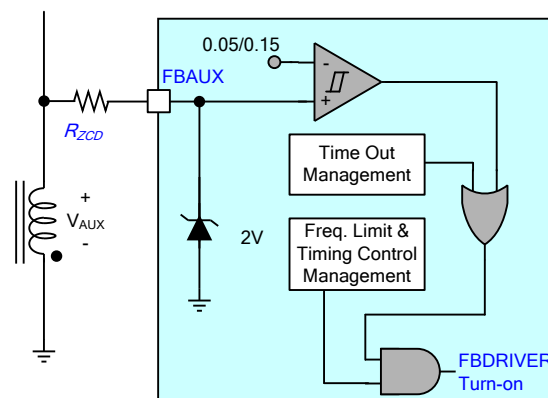 0.05/0.15
FBAUX
-
+
R_ZCD
Time Out
Management
+
V_AUX
-
2V
Freq. Limit &
Timing Control
Management
FBDRIVER
Turn-on